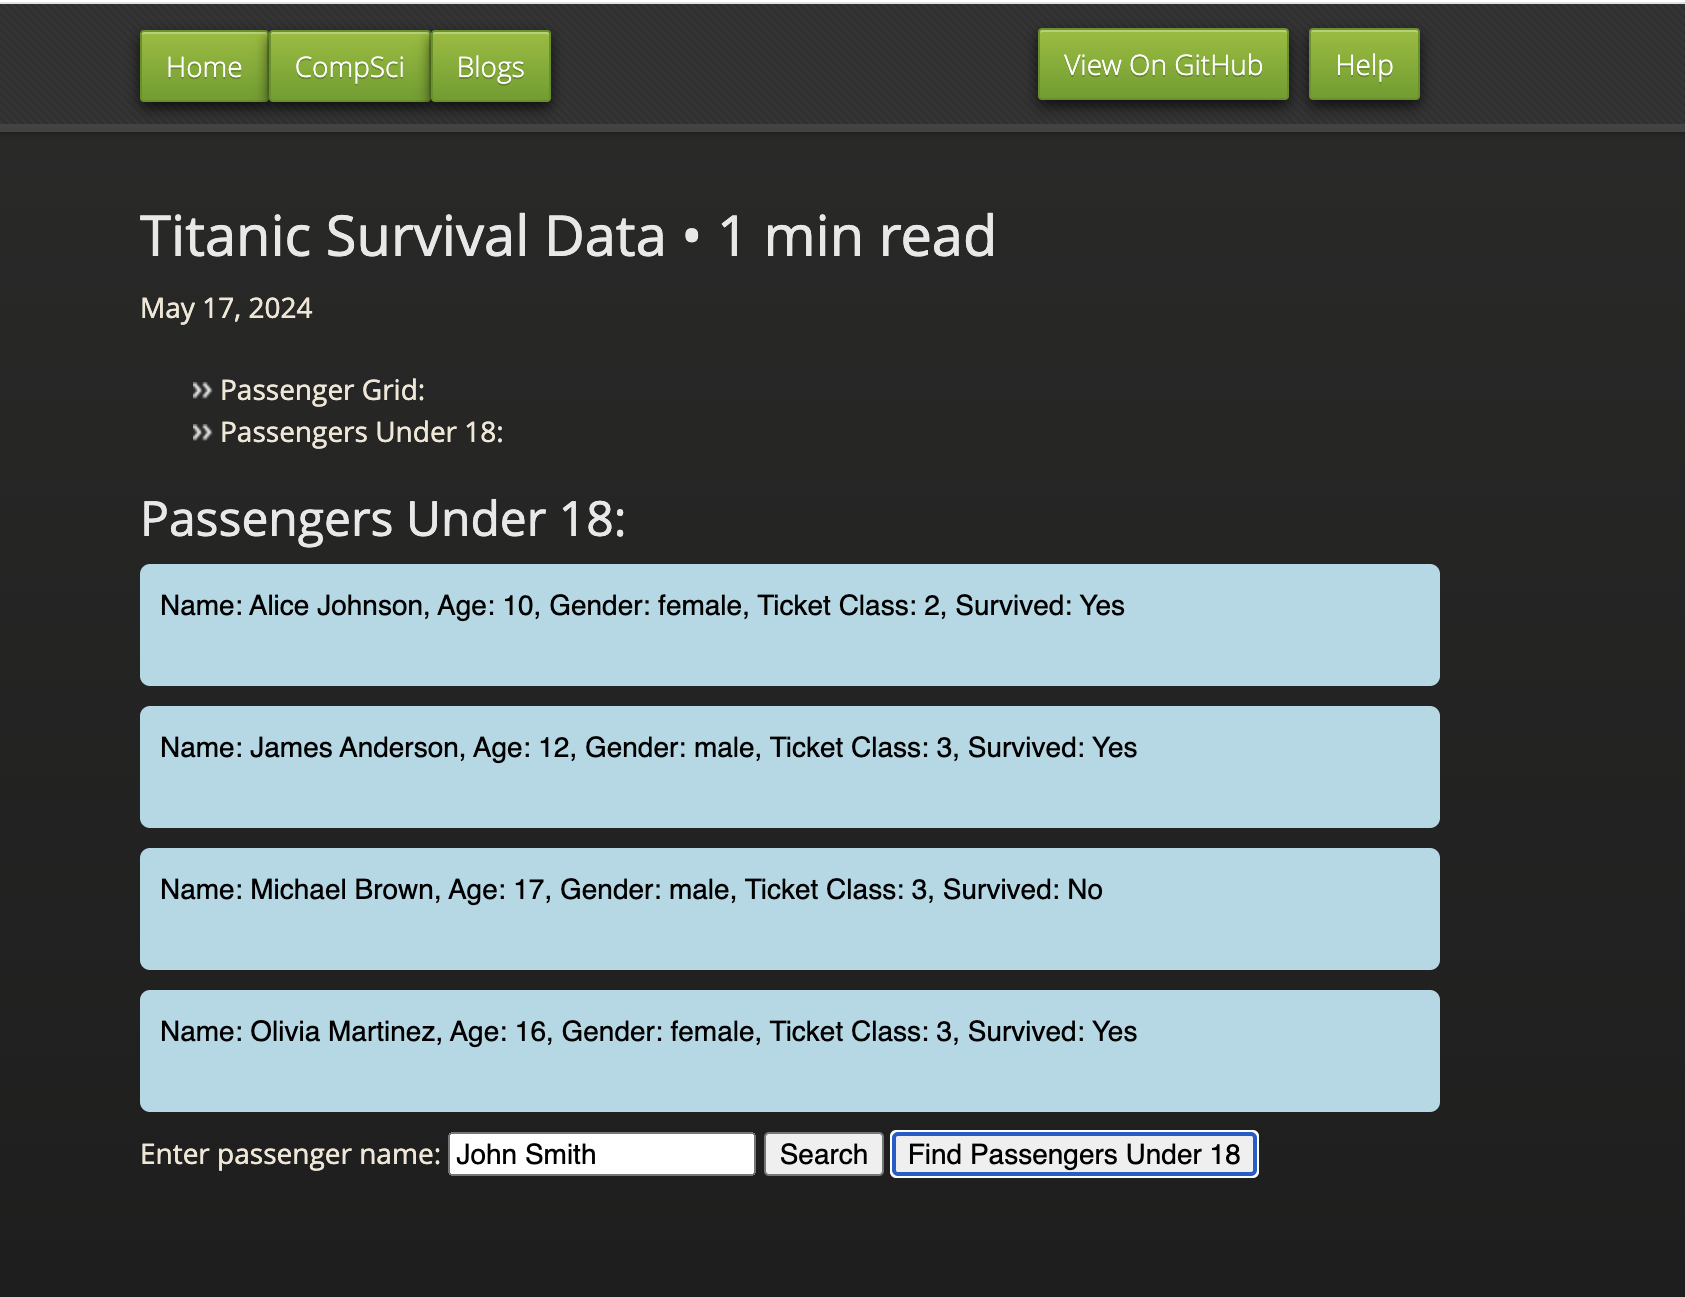 Home CompSci Blogs View On GitHub Help
Titanic Survival Data • 1 min read
May 17, 2024
Passenger Grid:
Passengers Under 18:
Passengers Under 18:
Name: Alice Johnson, Age: 10, Gender: female, Ticket Class: 2, Survived: Yes
Name: James Anderson, Age: 12, Gender: male, Ticket Class: 3, Survived: Yes
Name: Michael Brown, Age: 17, Gender: male, Ticket Class: 3, Survived: No
Name: Olivia Martinez, Age: 16, Gender: female, Ticket Class: 3, Survived: Yes
Enter passenger name: John Smith Search Find Passengers Under 18